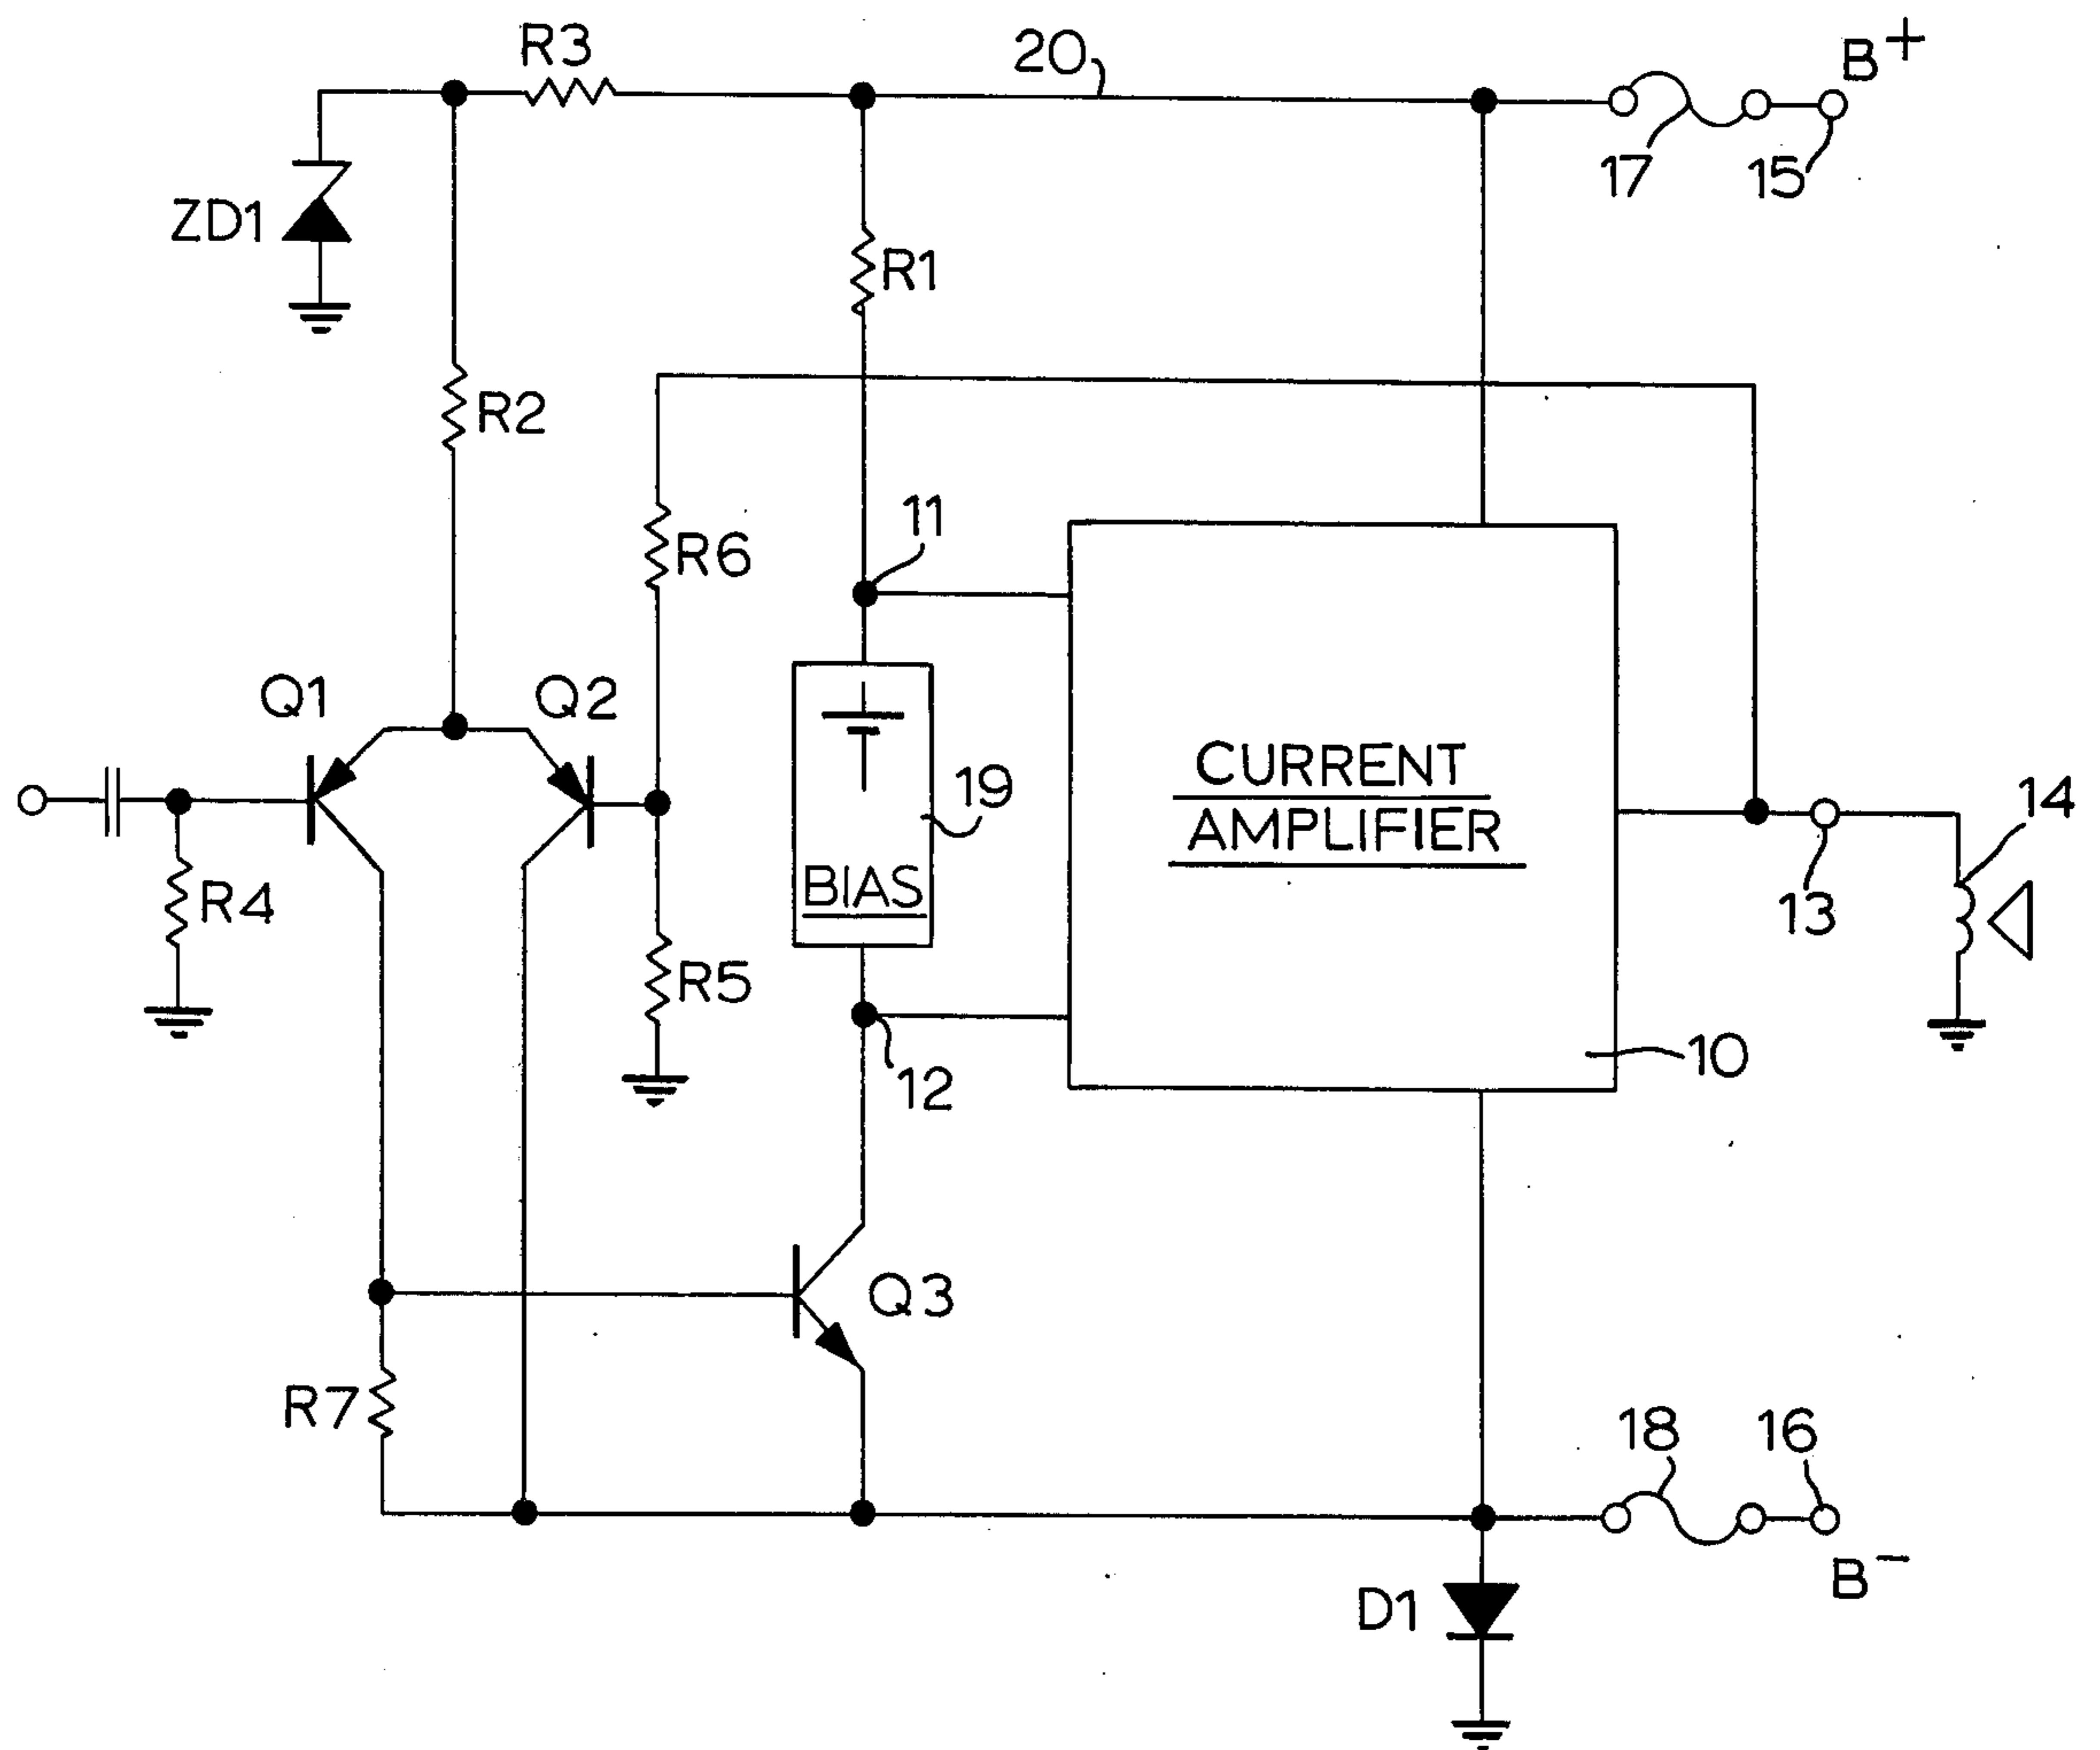 R3
20
B+
17
15
ZD1
R1
R2
11
R6
Q1
Q2
CURRENT
AMPLIFIER
19
14
BIAS
R4
13
R5
10
12
Q3
R7
18
16
B-
D1